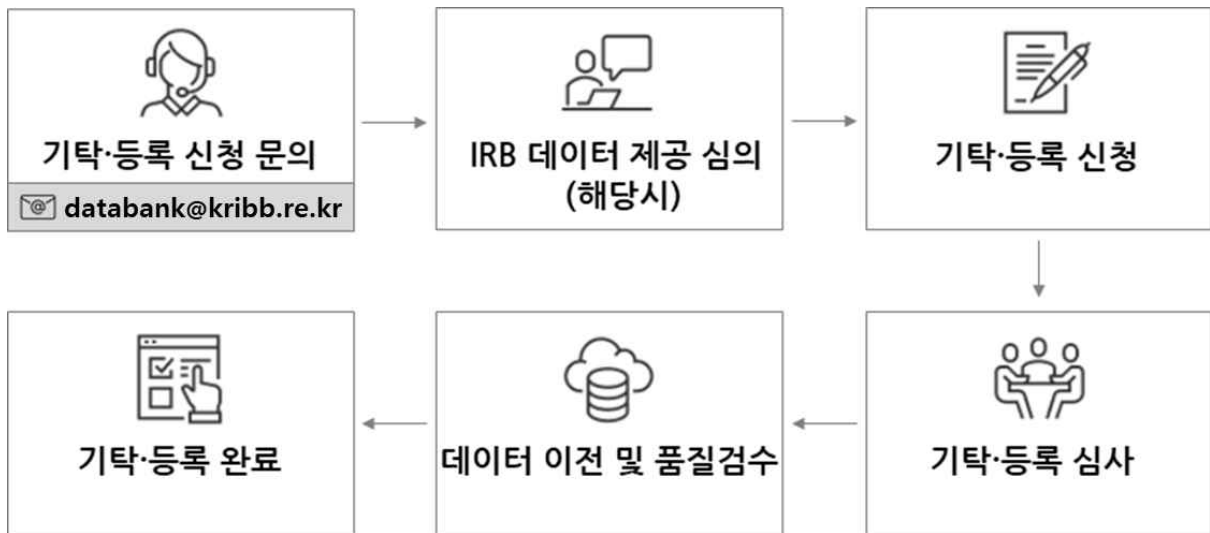 기탁·등록 신청 문의
databank@kribb.re.kr
IRB 데이터 제공 심의
(해당시)
기탁·등록 신청
기탁·등록 심사
데이터 이전 및 품질검수
기탁·등록 완료